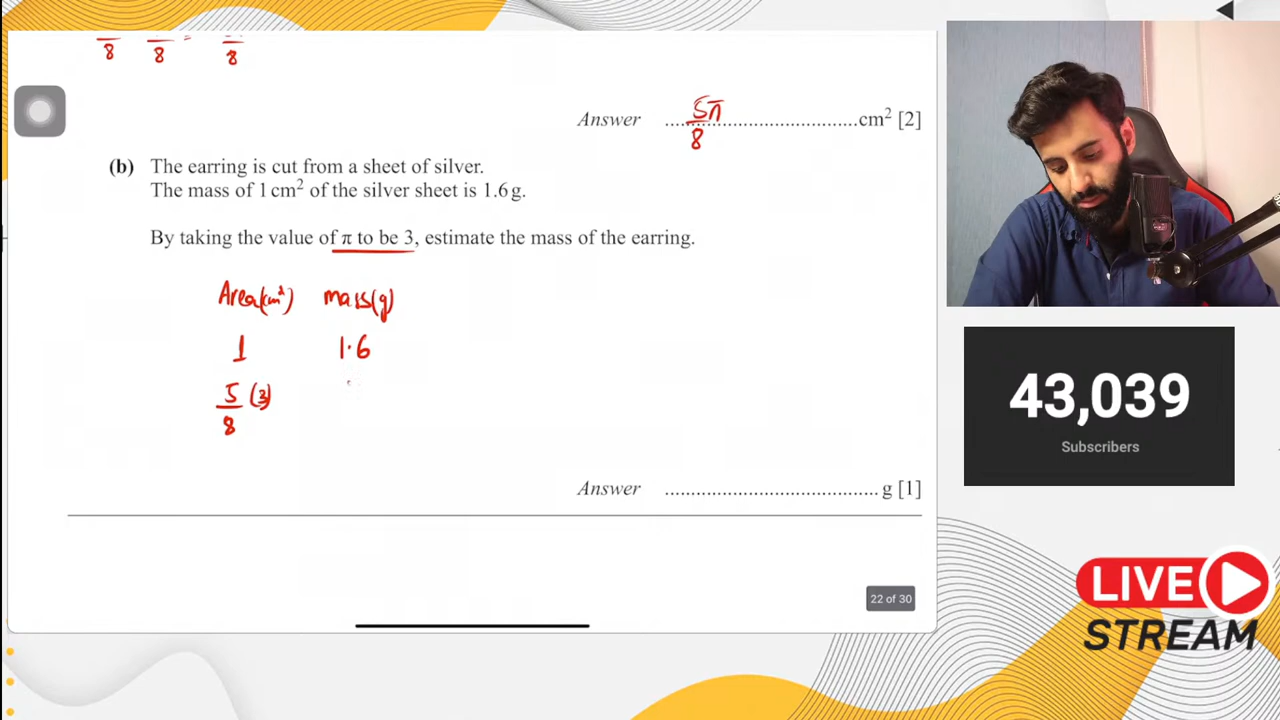 8 8 = 8
Answer ....5π/8....cm² [2]
(b) The earring is cut from a sheet of silver.
The mass of 1 cm² of the silver sheet is 1.6 g.
By taking the value of π to be 3, estimate the mass of the earring.
Area(cm²) mass(g)
1 1.6
5/8 (3)
Answer ........................................ g [1]
22 of 30
43,039
Subscribers
LIVE
STREAM